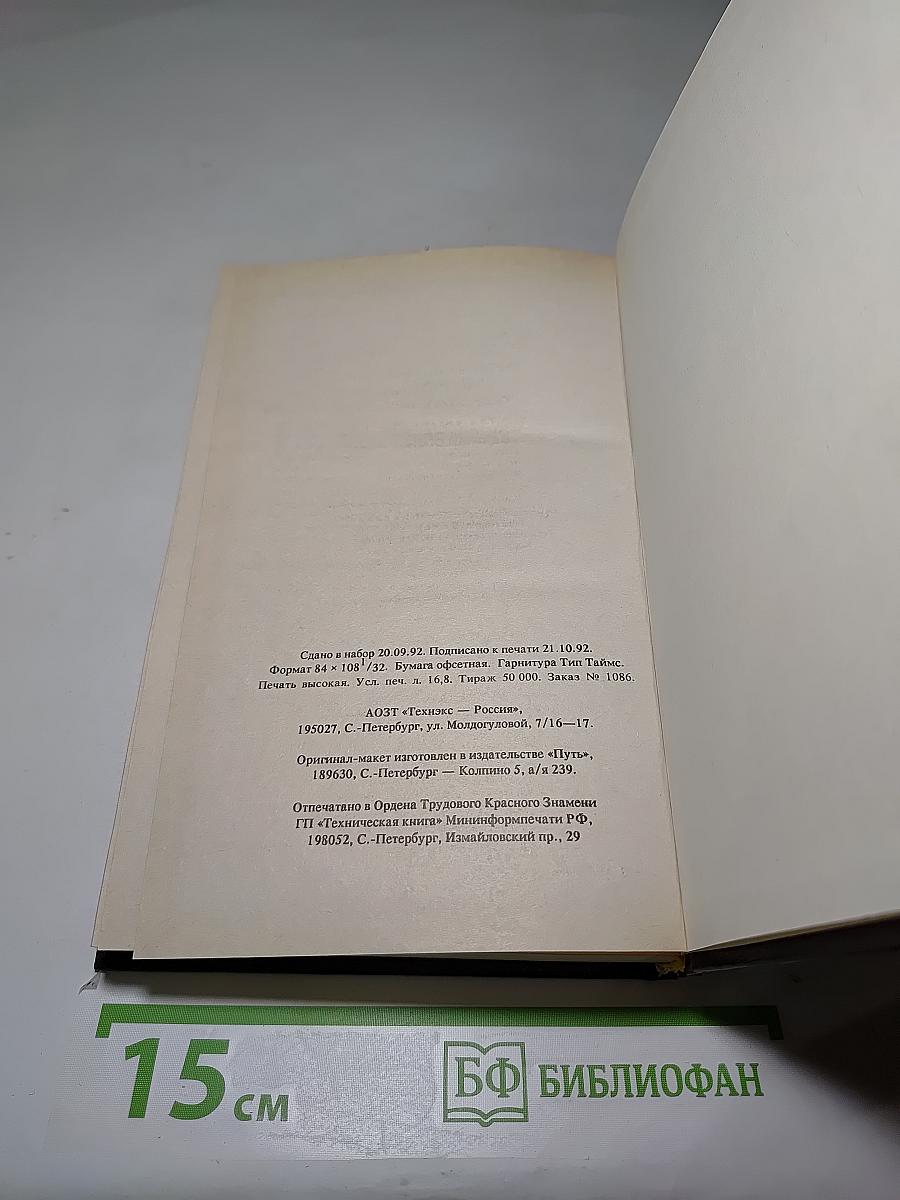 Сдано в набор 20.09.92. Подписано к печати 21.10.92.
Формат 84 × 108 1/32. Бумага офсетная. Гарнитура Тип Таймс.
Печать высокая. Усл. печ. л. 16,8. Тираж 50 000. Заказ № 1086.
АОЗТ «Технэкс — Россия»,
195027, С.-Петербург, ул. Молдогуловой, 7/16—17.
Оригинал-макет изготовлен в издательстве «Путь»,
189630, С.-Петербург — Колпино 5, а/я 239.
Отпечатано в Ордена Трудового Красного Знамени
ГП «Техническая книга» Мининформпечати РФ,
198052, С.-Петербург, Измайловский пр., 29
15 см
БФ БИБЛИОФАН